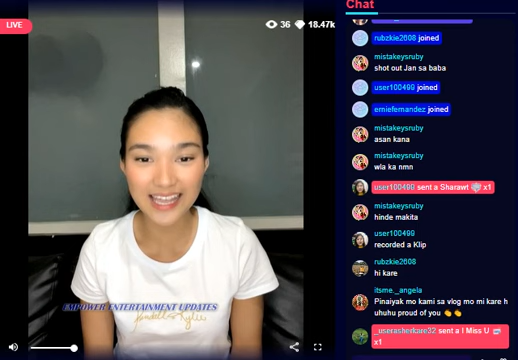 Chat
LIVE
36 18.47k
rubzkie2608 joined
mistakeysruby
shot out Jan sa baba
user100499 joined
erniefernandez joined
mistakeysruby
asan kana
mistakeysruby
wla ka nmn
user100499 sent a Sharawt x1
mistakeysruby
hinde makita
user100499
recorded a Klip
rubzkie2608
hi kare
itsme._angela
Pinaiyak mo kami sa vlog mo mi kare h
uhuhu proud of you 👏 👏
_userasherkare32 sent a I Miss U
x1
EMPOWER ENTERTAINMENT UPDATES
Kendall + Kylie